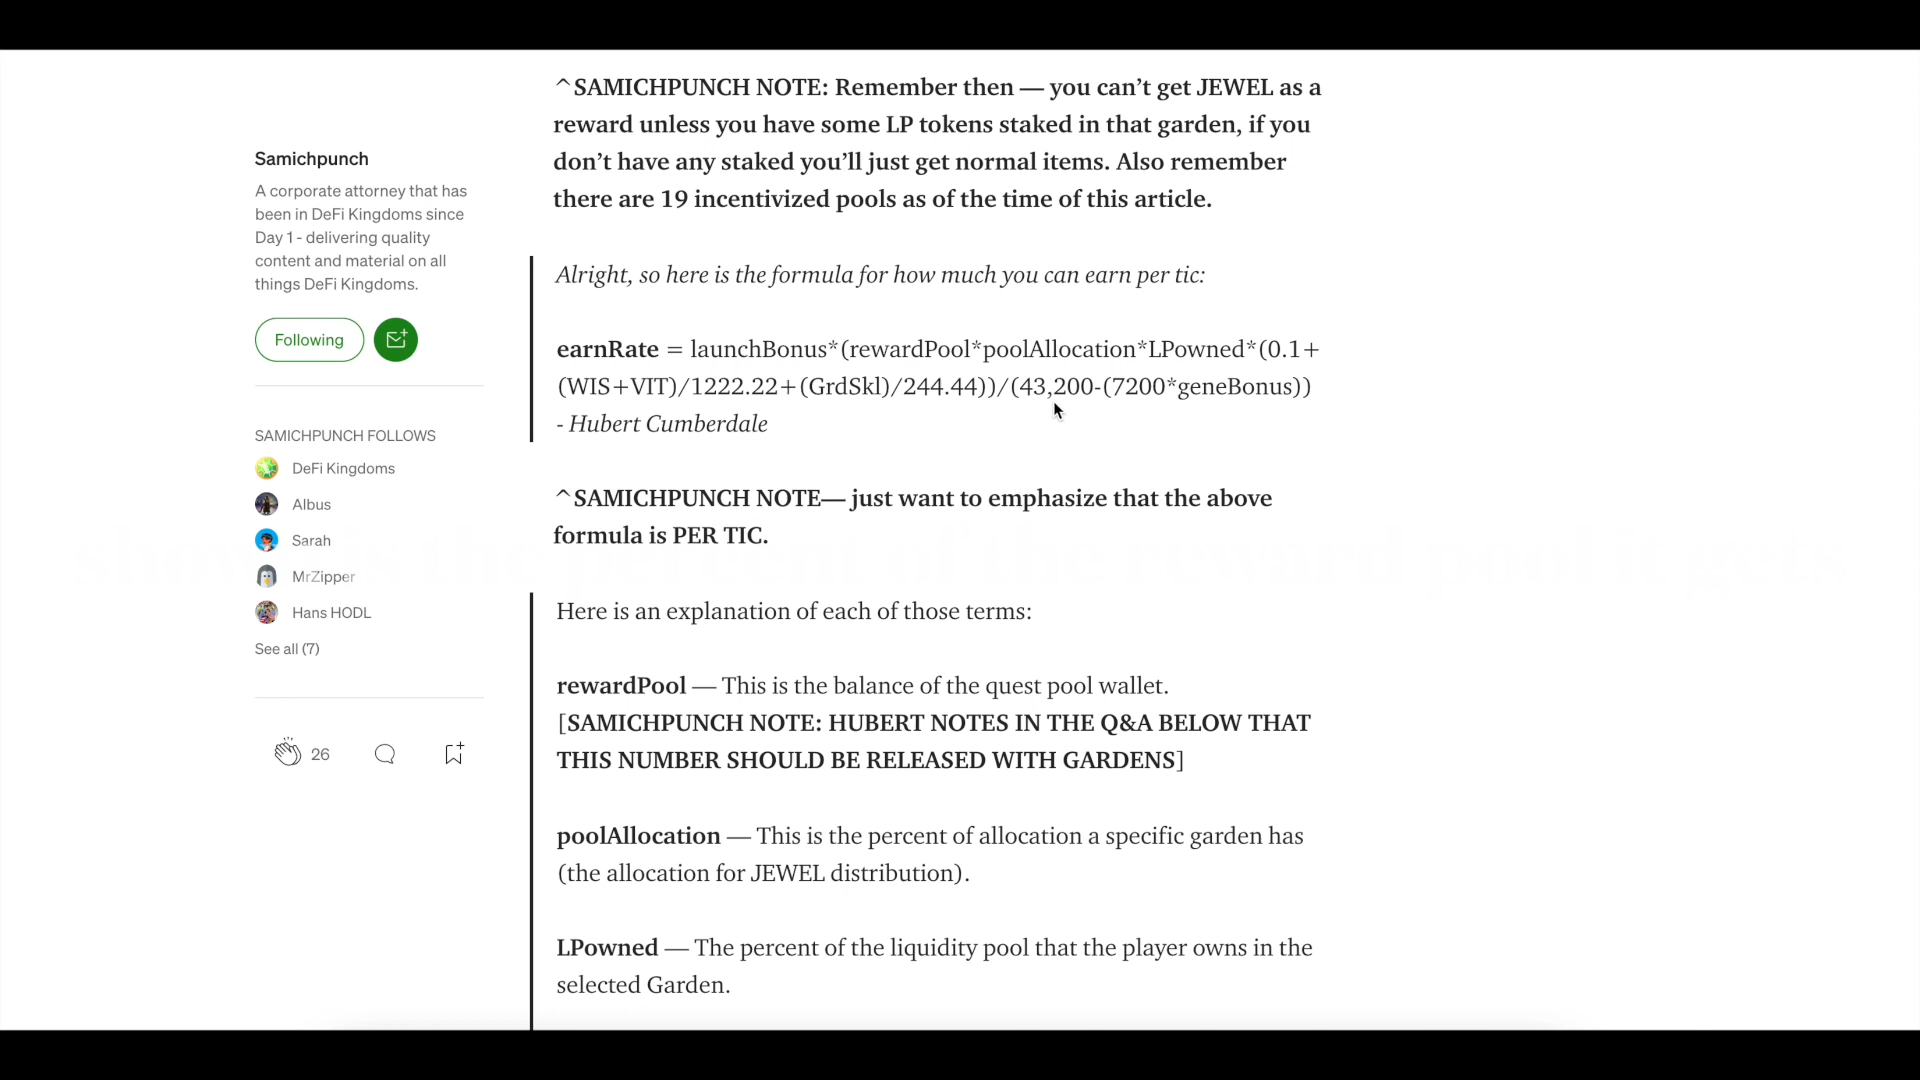 ^SAMICHPUNCH NOTE: Remember then — you can’t get JEWEL as a
reward unless you have some LP tokens staked in that garden, if you
don’t have any staked you’ll just get normal items. Also remember
there are 19 incentivized pools as of the time of this article.
Samichpunch
A corporate attorney that has
been in DeFi Kingdoms since
Day 1 - delivering quality
content and material on all
things DeFi Kingdoms.
Following
SAMICHPUNCH FOLLOWS
DeFi Kingdoms
Albus
Sarah
MrZipper
Hans HODL
See all (7)
26
Alright, so here is the formula for how much you can earn per tic:
earnRate = launchBonus*(rewardPool*poolAllocation*LPowned*(0.1+
(WIS+VIT)/1222.22+(GrdSkl)/244.44))/(43,200-(7200*geneBonus))
- Hubert Cumberdale
^SAMICHPUNCH NOTE— just want to emphasize that the above
formula is PER TIC.
Here is an explanation of each of those terms:
rewardPool — This is the balance of the quest pool wallet.
[SAMICHPUNCH NOTE: HUBERT NOTES IN THE Q&A BELOW THAT
THIS NUMBER SHOULD BE RELEASED WITH GARDENS]
poolAllocation — This is the percent of allocation a specific garden has
(the allocation for JEWEL distribution).
LPowned — The percent of the liquidity pool that the player owns in the
selected Garden.